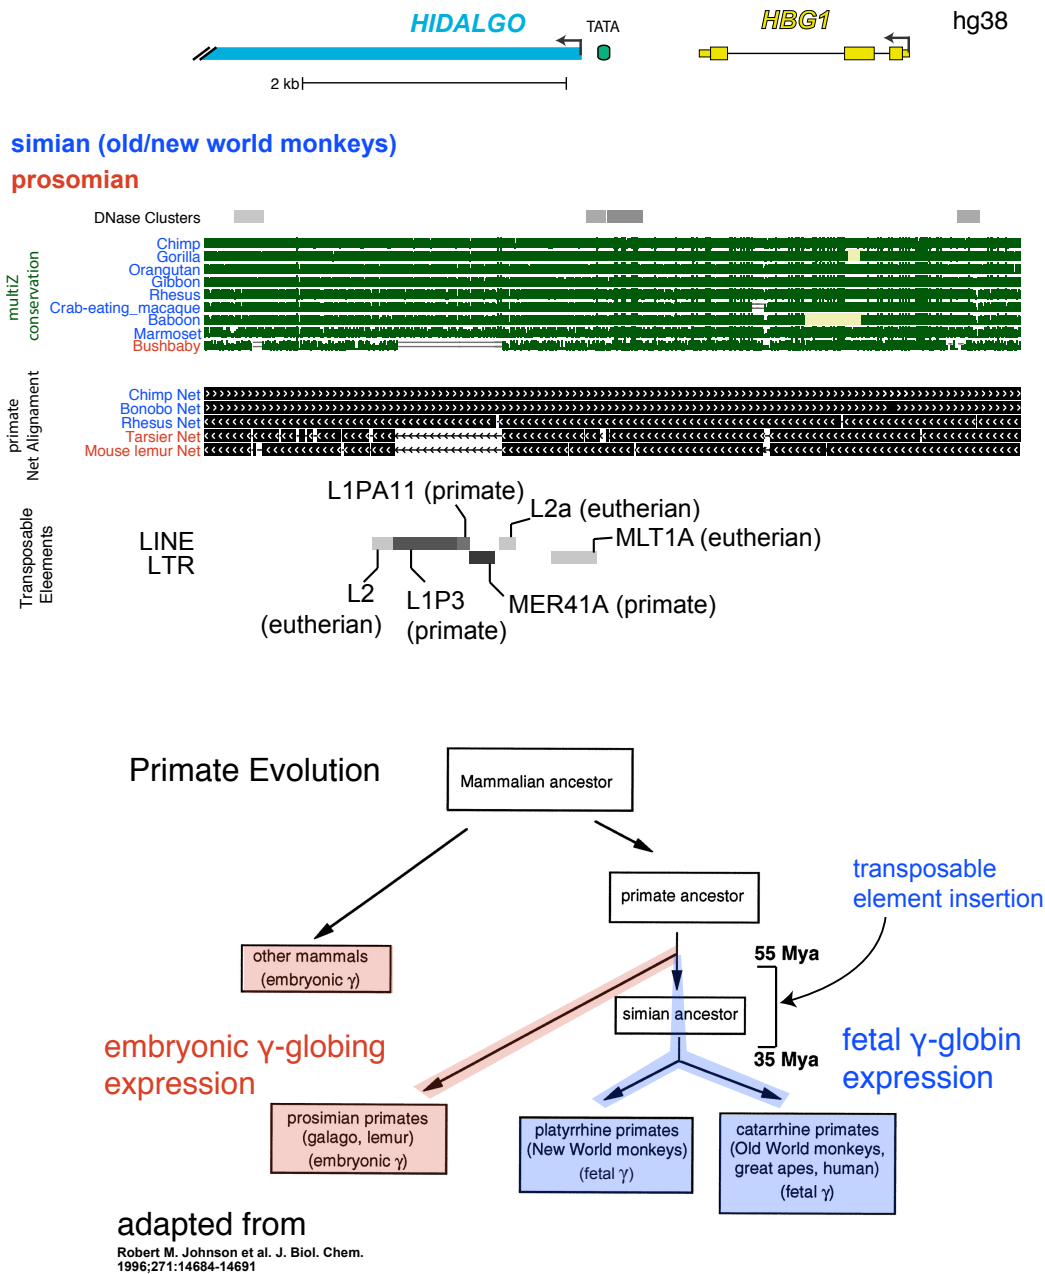 HIDALGO
TATA
HBG1
hg38
2 kb
simian (old/new world monkeys)
prosomian
DNase Clusters
multiZ
conservation
Chimp
Gorilla
Orangutan
Gibbon
Rhesus
Crab-eating_macaque
Baboon
Marmoset
Bushbaby
primate
Net Alignament
Chimp Net
Bonobo Net
Rhesus Net
Tarsier Net
Mouse lemur Net
Transposable
Eleements
LINE
LTR
L1PA11 (primate)
L2a (eutherian)
MLT1A (eutherian)
L2
(eutherian)
L1P3
(primate)
MER41A (primate)
Primate Evolution
Mammalian ancestor
primate ancestor
transposable
element insertion
other mammals
(embryonic γ)
55 Mya
simian ancestor
35 Mya
embryonic γ-globing
expression
fetal γ-globin
expression
prosimian primates
(galago, lemur)
(embryonic γ)
platyrrhine primates
(New World monkeys)
(fetal γ)
catarrhine primates
(Old World monkeys,
great apes, human)
(fetal γ)
adapted from
Robert M. Johnson et al. J. Biol. Chem.
1996;271:14684-14691